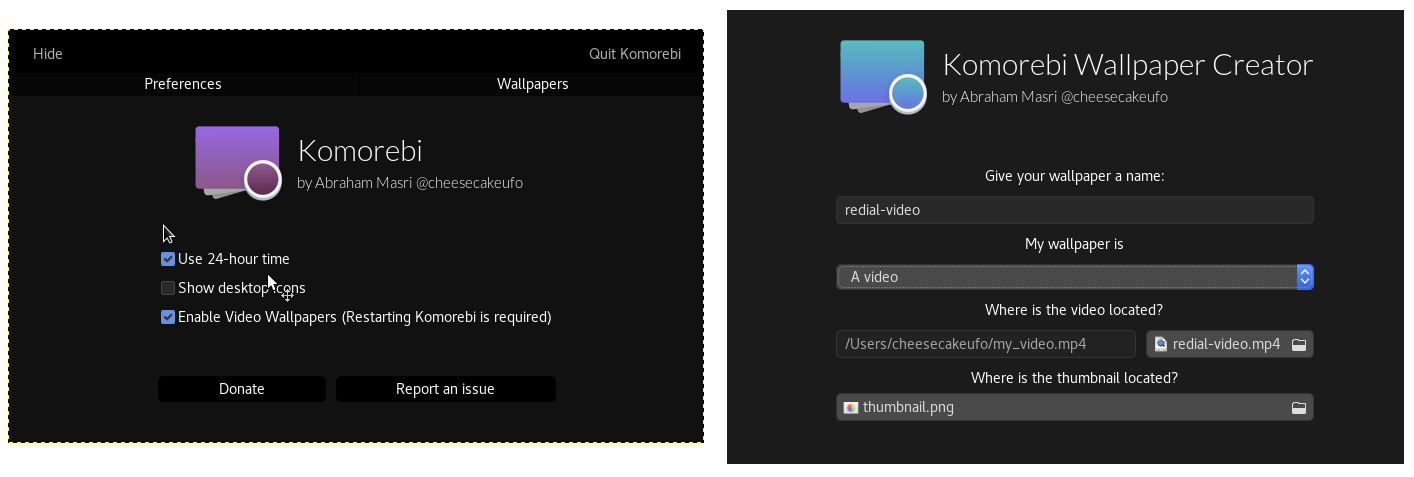 Hide
Quit Komorebi
Preferences
Wallpapers
Komorebi
by Abraham Masri @cheesecakeufo
Use 24-hour time
Show desktop icons
Enable Video Wallpapers (Restarting Komorebi is required)
Donate
Report an issue
Komorebi Wallpaper Creator
by Abraham Masri @cheesecakeufo
Give your wallpaper a name:
redial-video
My wallpaper is
A video
Where is the video located?
/Users/cheesecakeufo/my_video.mp4
redial-video.mp4
Where is the thumbnail located?
thumbnail.png